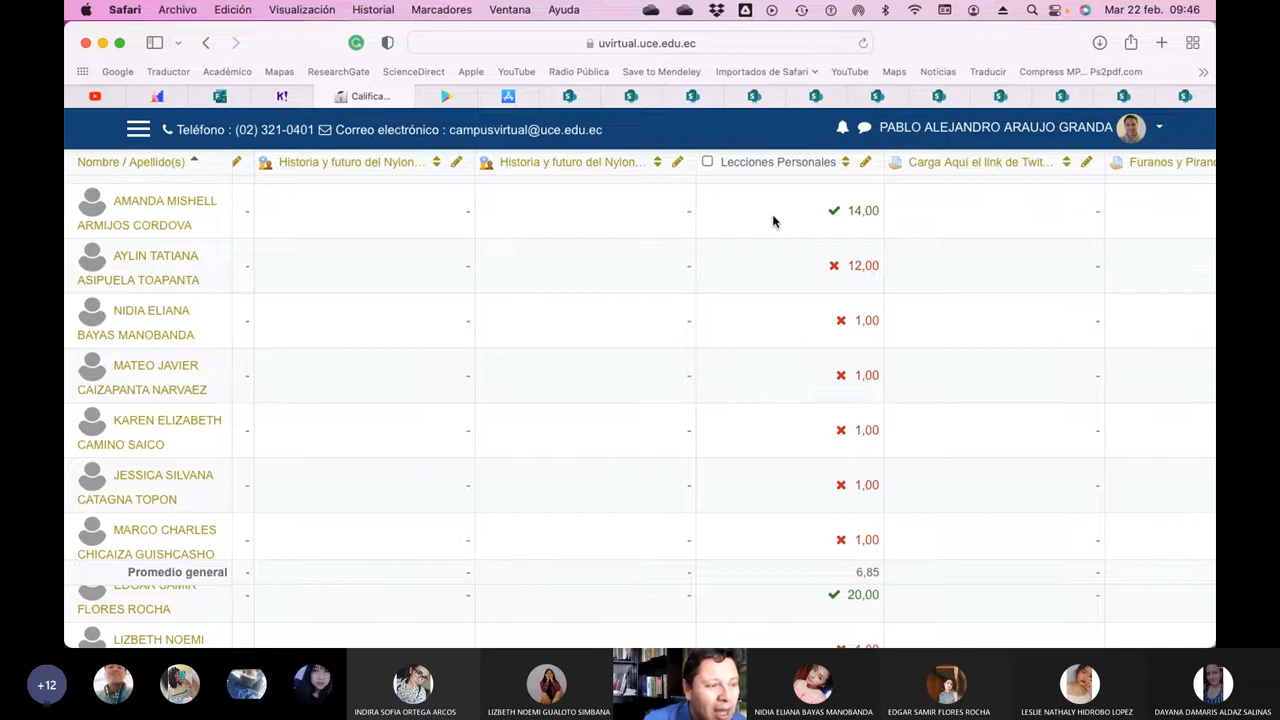 Safari Archivo Edición Visualización Historial Marcadores Ventana Ayuda Mar 22 feb. 09:46
uvirtual.uce.edu.ec
Google Traductor Académico Mapas ResearchGate ScienceDirect Apple YouTube Radio Pública Save to Mendeley Importados de Safari YouTube Maps Noticias Traducir Compress MP... Ps2pdf.com
K! Califica...
Teléfono : (02) 321-0401 Correo electrónico : campusvirtual@uce.edu.ec PABLO ALEJANDRO ARAUJO GRANDA
Nombre / Apellido(s) Historia y futuro del Nylon... Historia y futuro del Nylon... Lecciones Personales Carga Aquí el link de Twit... Furanos y Pirano
AMANDA MISHELL
ARMIJOS CORDOVA - - - 14,00 -
AYLIN TATIANA
ASIPUELA TOAPANTA - - - 12,00 -
NIDIA ELIANA
BAYAS MANOBANDA - - - 1,00 -
MATEO JAVIER
CAIZAPANTA NARVAEZ - - - 1,00 -
KAREN ELIZABETH
CAMINO SAICO - - - 1,00 -
JESSICA SILVANA
CATAGNA TOPON - - - 1,00 -
MARCO CHARLES
CHICAIZA GUISHCASHO - - - 1,00 -
Promedio general - - - 6,85 -
EDGAR SAMIR
FLORES ROCHA - - - 20,00 -
LIZBETH NOEMI
+12
INDIRA SOFIA ORTEGA ARCOS LIZBETH NOEMI GUALOTO SIMBANA NIDIA ELIANA BAYAS MANOBANDA EDGAR SAMIR FLORES ROCHA LESLIE NATHALY HIDROBO LOPEZ DAYANA DAMARIS ALDAZ SALINAS